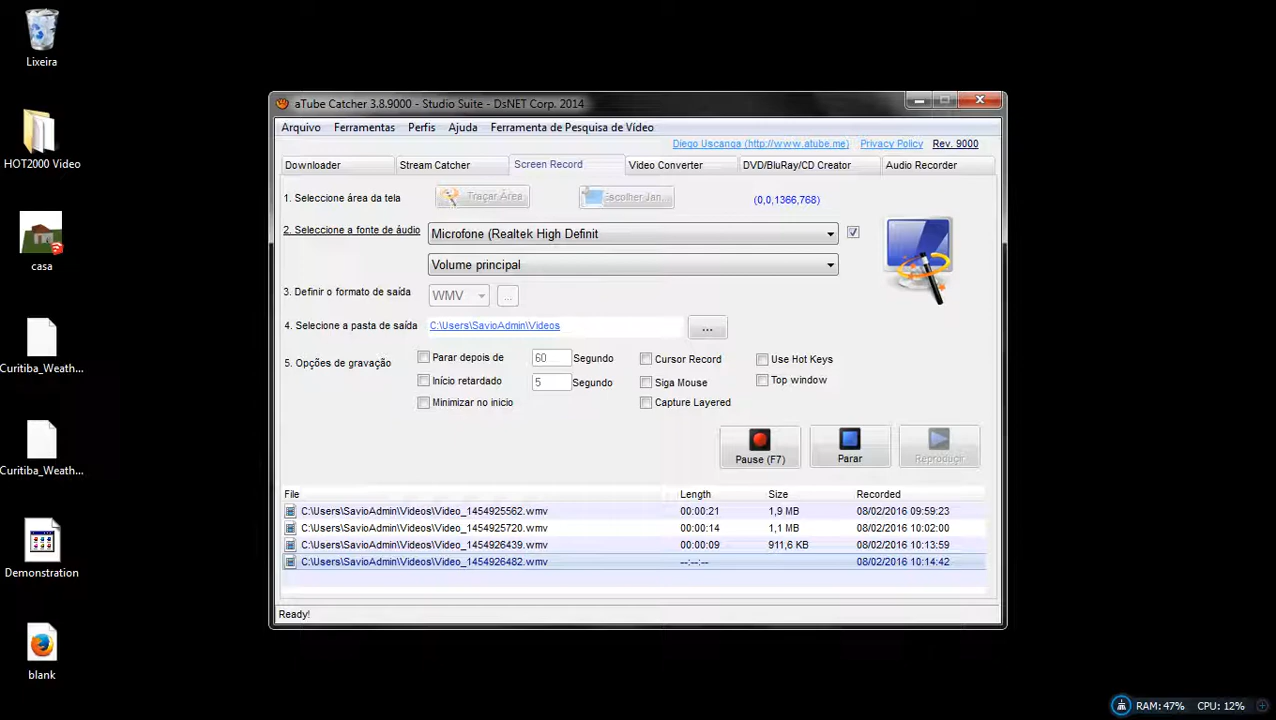 Lixeira
HOT2000 Video
casa
Curitiba_Weath...
Curitiba_Weath...
Demonstration
blank
aTube Catcher 3.8.9000 - Studio Suite - DsNET Corp. 2014
Arquivo Ferramentas Perfis Ajuda Ferramenta de Pesquisa de Vídeo
Diego Uscanga (http://www.atube.me) Privacy Policy Rev. 9000
Downloader Stream Catcher Screen Record Video Converter DVD/BluRay/CD Creator Audio Recorder
1. Seleccione área da tela Traçar Área Escolher Jan... (0,0,1366,768)
2. Seleccione a fonte de áudio Microfone (Realtek High Definit
Volume principal
3. Definir o formato de saída WMV ...
4. Selecione a pasta de saída C:\Users\SavioAdmin\Videos ...
5. Opções de gravação Parar depois de 60 Segundo Cursor Record Use Hot Keys
Início retardado 5 Segundo Siga Mouse Top window
Minimizar no inicio Capture Layered
Pause (F7) Parar Reproducir
File Length Size Recorded
C:\Users\SavioAdmin\Videos\Video_1454925562.wmv 00:00:21 1,9 MB 08/02/2016 09:59:23
C:\Users\SavioAdmin\Videos\Video_1454925720.wmv 00:00:14 1,1 MB 08/02/2016 10:02:00
C:\Users\SavioAdmin\Videos\Video_1454926439.wmv 00:00:09 911,6 KB 08/02/2016 10:13:59
C:\Users\SavioAdmin\Videos\Video_1454926482.wmv --:--:-- 08/02/2016 10:14:42
Ready!
RAM: 47% CPU: 12%